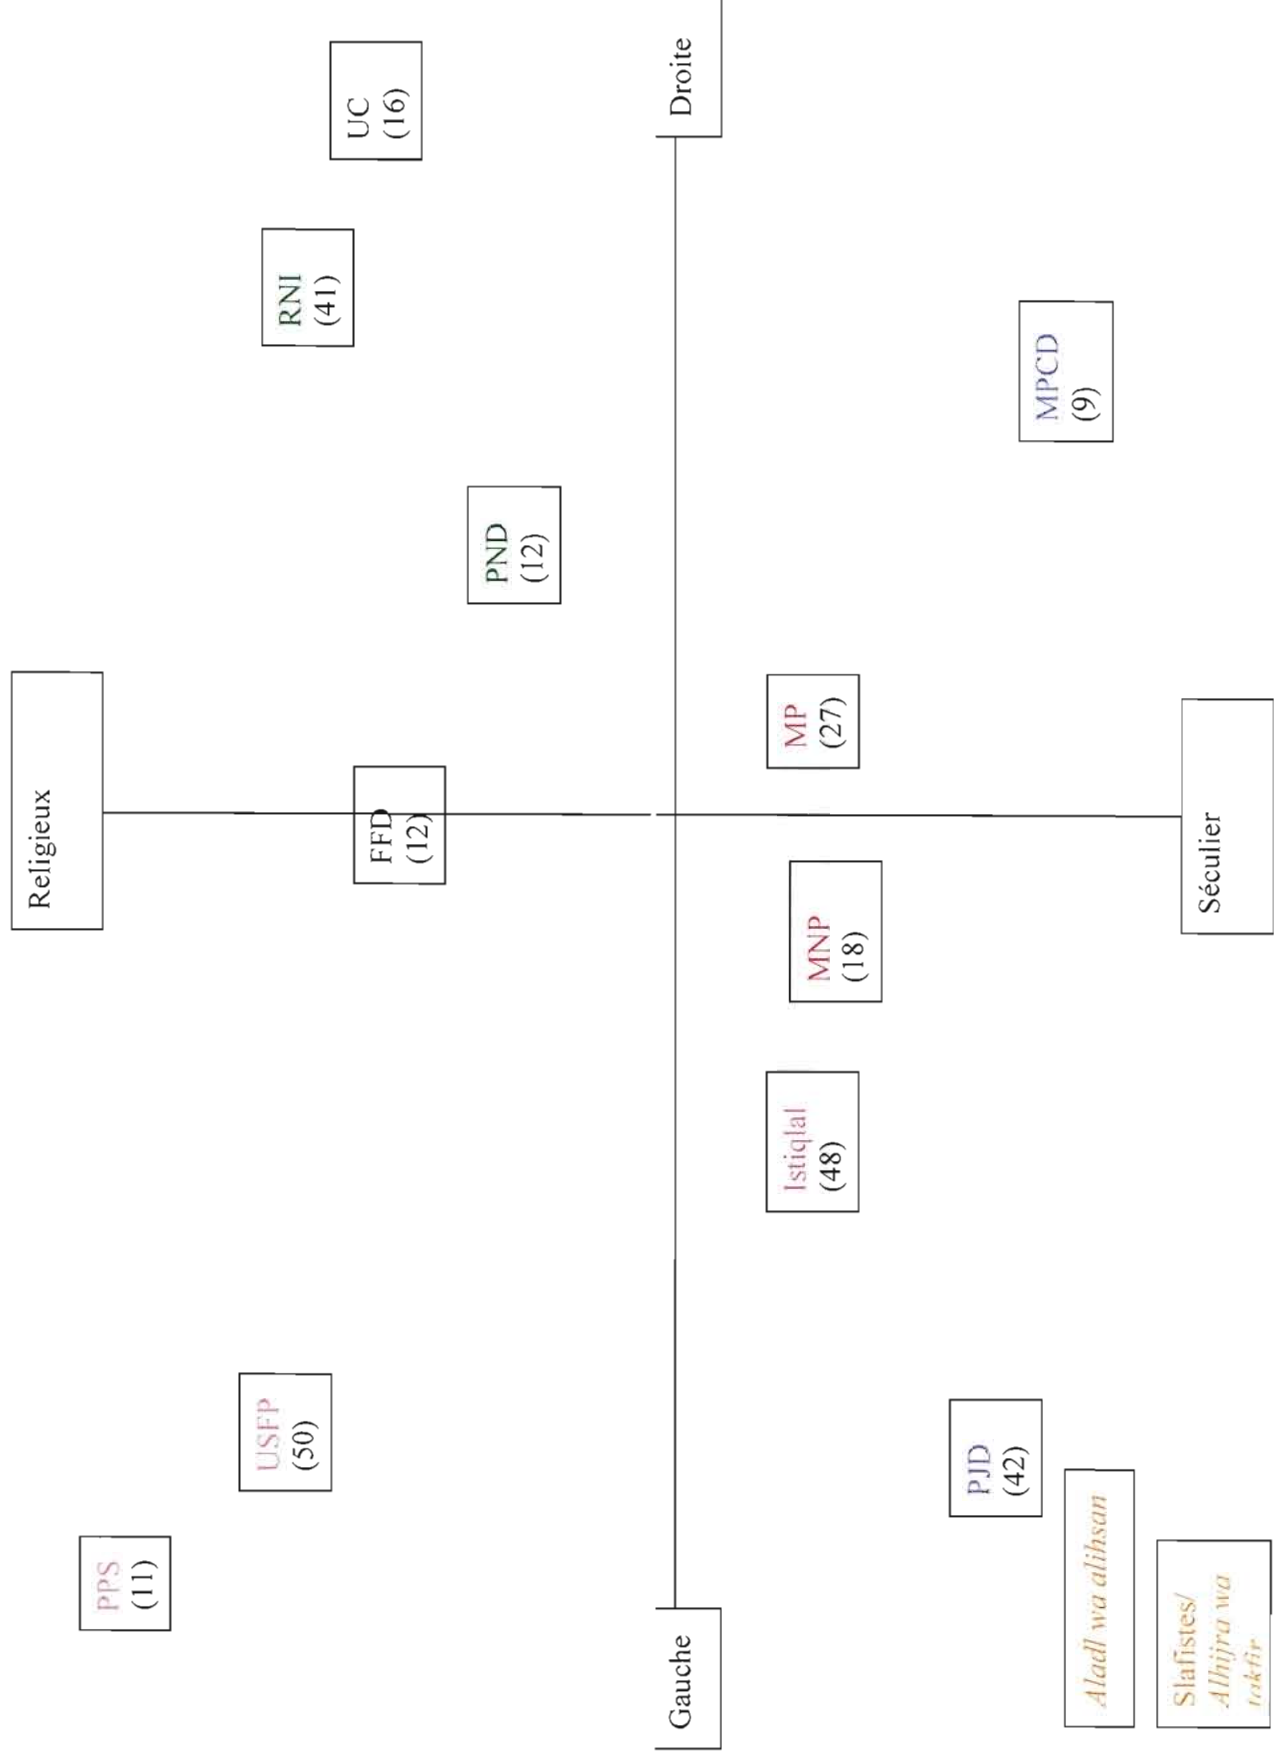 Religieux
PPS
(11)
USFP
(50)
RNI
(41)
UC
(16)
FFD
(12)
PND
(12)
Gauche
Droite
Istiqlal
(48)
MP
(27)
MNP
(18)
PJD
(42)
MPCD
(9)
Aladl wa alihsan
Slafistes/
Alhijra wa
takfir
Séculier